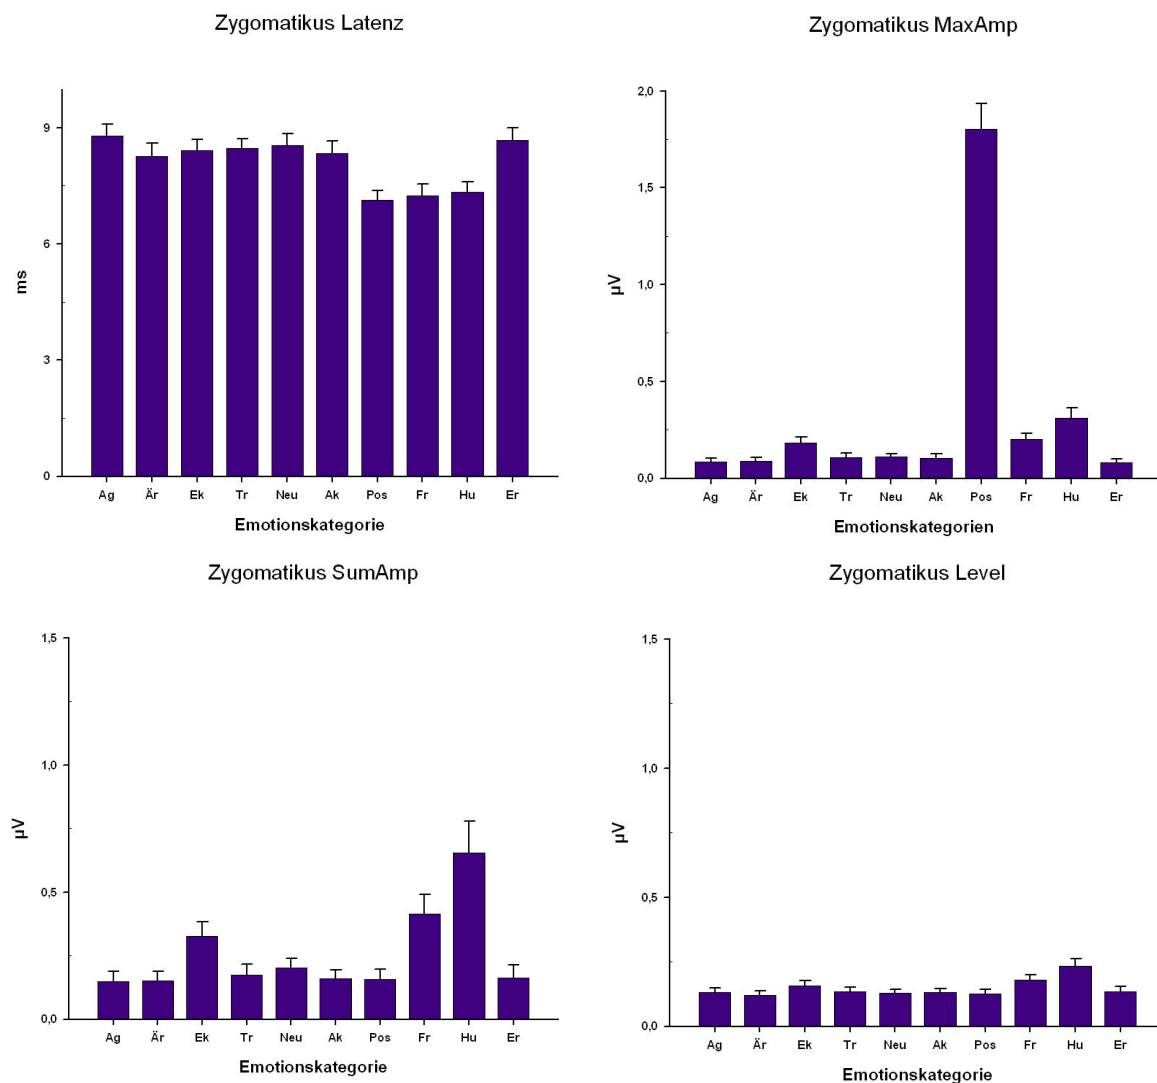 Zygomatikus Latenz
9
6
3
0
ms
Ag Är Ek Tr Neu Ak Pos Fr Hu Er
Emotionskategorie
Zygomatikus MaxAmp
2,0
1,5
1,0
0,5
0,0
µV
Ag Är Ek Tr Neu Ak Pos Fr Hu Er
Emotionskategorien
Zygomatikus SumAmp
1,5
1,0
0,5
0,0
µV
Ag Är Ek Tr Neu Ak Pos Fr Hu Er
Emotionskategorie
Zygomatikus Level
1,5
1,0
0,5
0,0
µV
Ag Är Ek Tr Neu Ak Pos Fr Hu Er
Emotionskategorie